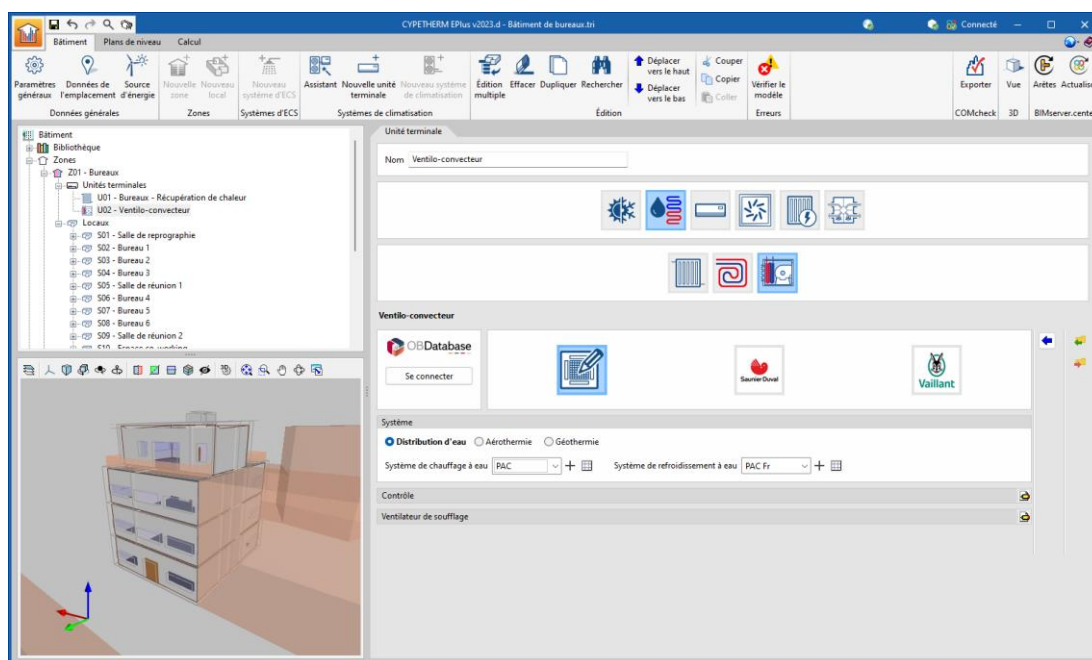 CYPETHERM EPlus v2023.d - Bâtiment de bureaux.tri
Connecté
Bâtiment Plans de niveau Calcul
Paramètres généraux
Données de l'emplacement
Source d'énergie
Nouvelle zone
Nouveau local
Nouveau système d'ECS
Assistant
Nouvelle unité terminale
Nouveau système de climatisation
Édition multiple
Effacer
Dupliquer
Rechercher
Déplacer vers le haut
Déplacer vers le bas
Couper
Copier
Coller
Vérifier le modèle
Exporter
Vue
Arêtes
Actualise
Données générales
Zones
Systèmes d'ECS
Systèmes de climatisation
Édition
Erreurs
COMcheck
3D
BIMserver.cente
Bâtiment
Bibliothèque
Zones
Z01 - Bureaux
Unités terminales
U01 - Bureaux - Récupération de chaleur
U02 - Ventilo-convecteur
Locaux
S01 - Salle de reprographie
S02 - Bureau 1
S03 - Bureau 2
S04 - Bureau 3
S05 - Salle de réunion 1
S06 - Bureau 4
S07 - Bureau 5
S08 - Bureau 6
S09 - Salle de réunion 2
Unité terminale
Nom Ventilo-convecteur
Ventilo-convecteur
OBDatabase
Se connecter
Saunier Duval
Vaillant
Système
Distribution d'eau Aérothermie Géothermie
Système de chauffage à eau PAC Système de refroidissement à eau PAC Fr
Contrôle
Ventilateur de soufflage